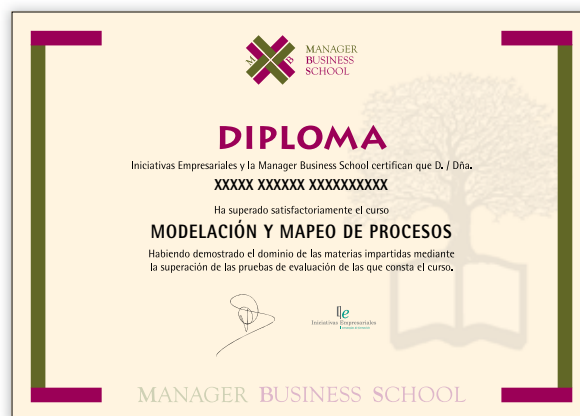 M B
MANAGER
BUSINESS
SCHOOL
DIPLOMA
Iniciativas Empresariales y la Manager Business School certifican que D. / Dña.
XXXXX XXXXXX XXXXXXXXXX
Ha superado satisfactoriamente el curso
MODELACIÓN Y MAPEO DE PROCESOS
Habiendo demostrado el dominio de las materias impartidas mediante
la superación de las pruebas de evaluación de las que consta el curso.
Ie
Iniciativas Empresariales
MANAGER BUSINESS SCHOOL